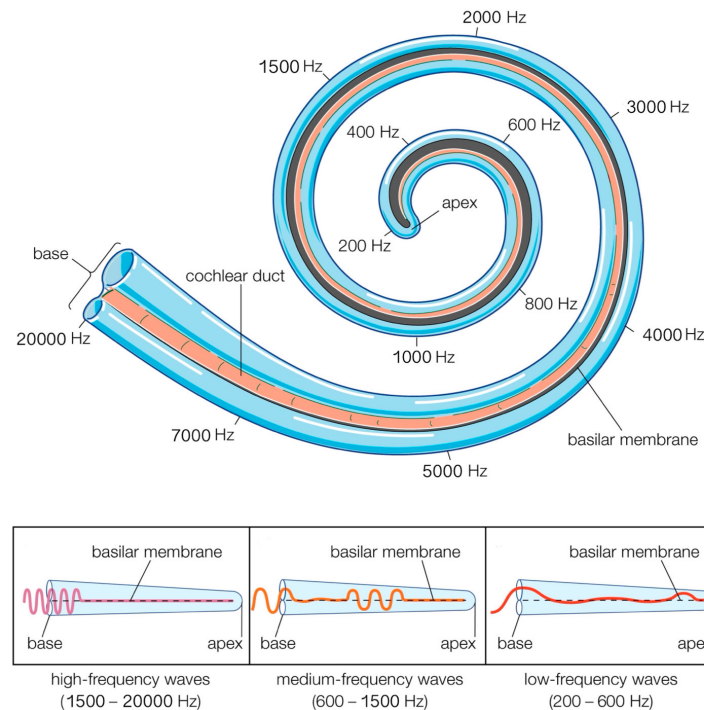 2000 Hz
1500 Hz
3000 Hz
400 Hz
600 Hz
apex
200 Hz
base
cochlear duct
800 Hz
20000 Hz
1000 Hz
4000 Hz
7000 Hz
basilar membrane
5000 Hz
basilar membrane
base
apex
high-frequency waves
(1500 – 20000 Hz)
basilar membrane
base
apex
medium-frequency waves
(600 – 1500 Hz)
basilar membrane
base
ape
low-frequency waves
(200 – 600 Hz)